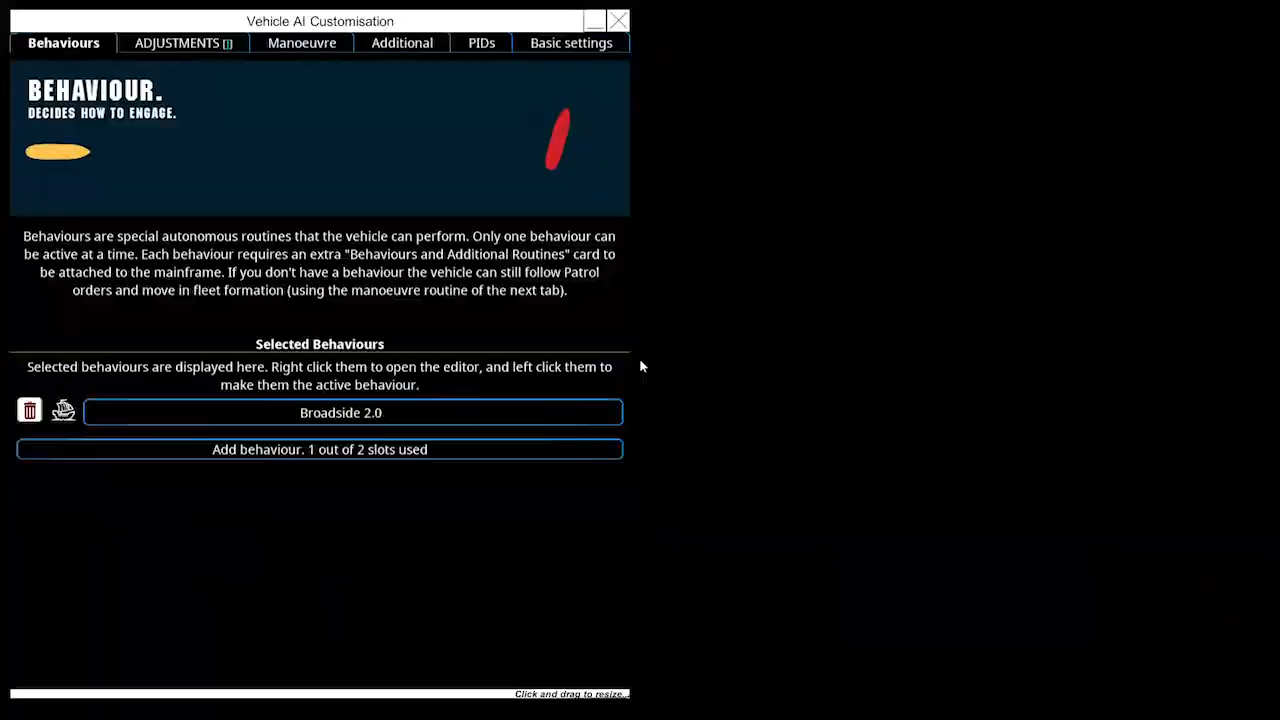 Vehicle AI Customisation
Behaviours
ADJUSTMENTS []
Manoeuvre
Additional
PIDs
Basic settings
BEHAVIOUR.
DECIDES HOW TO ENGAGE.
Behaviours are special autonomous routines that the vehicle can perform. Only one behaviour can
be active at a time. Each behaviour requires an extra "Behaviours and Additional Routines" card to
be attached to the mainframe. If you don't have a behaviour the vehicle can still follow Patrol
orders and move in fleet formation (using the manoeuvre routine of the next tab).
Selected Behaviours
Selected behaviours are displayed here. Right click them to open the editor, and left click them to
make them the active behaviour.
Broadside 2.0
Add behaviour. 1 out of 2 slots used
Click and drag to resize...